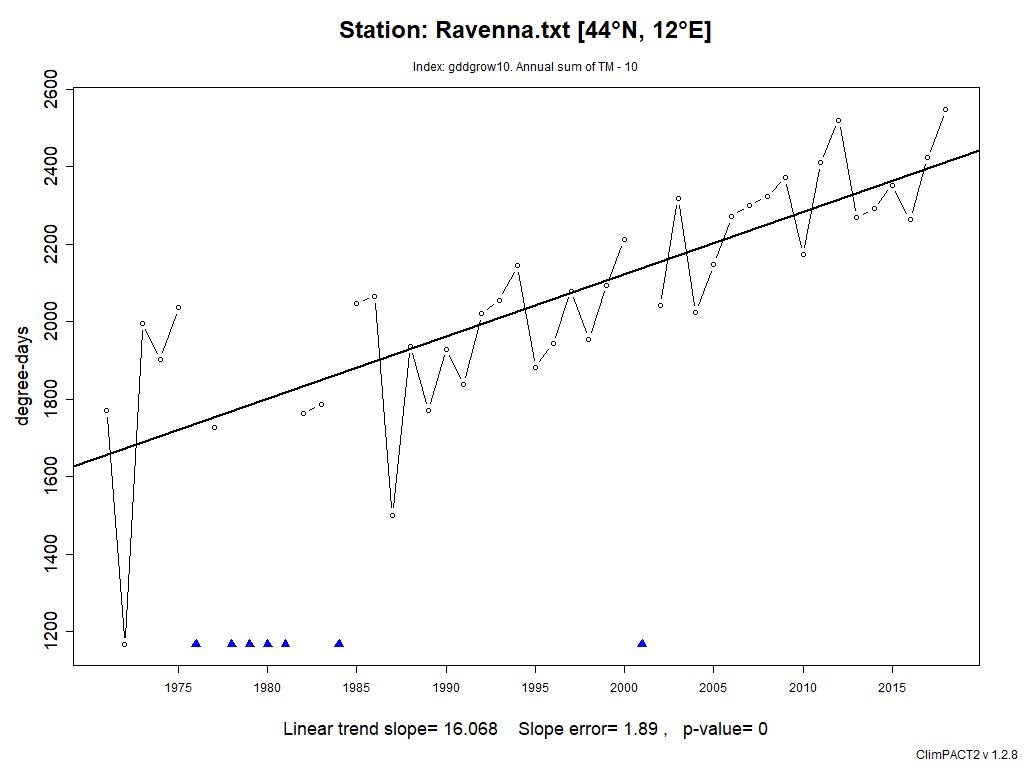 Station: Ravenna.txt [44°N, 12°E]
Index: gddgrow10. Annual sum of TM - 10
degree-days
2600
2400
2200
2000
1800
1600
1400
1200
1975 1980 1985 1990 1995 2000 2005 2010 2015
Linear trend slope= 16.068 Slope error= 1.89 , p-value= 0
ClimPACT2 v 1.2.8